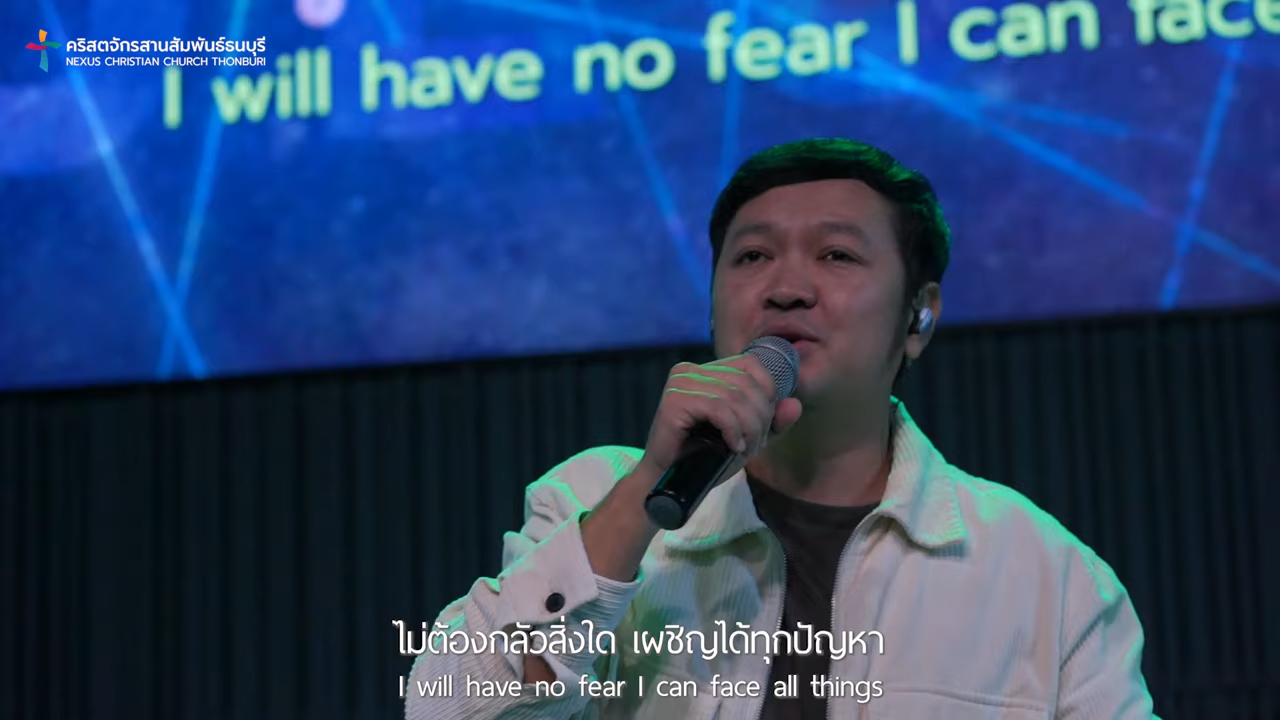 คริสตจักรสานสัมพันธ์ธนบุรี
NEXUS CHRISTIAN CHURCH THONBURI
I will have no fear I can face
ไม่ต้องกลัวสิ่งใด เผชิญได้ทุกปัญหา
I will have no fear I can face all things